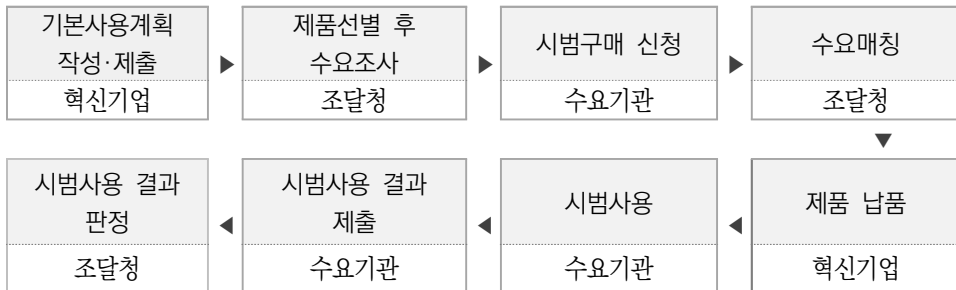 기본사용계획
작성·제출
혁신기업
▶
제품선별 후
수요조사
조달청
▶
시범구매 신청
수요기관
▶
수요매칭
조달청
▼
제품 납품
혁신기업
◀
시범사용
수요기관
◀
시범사용 결과
제출
수요기관
◀
시범사용 결과
판정
조달청